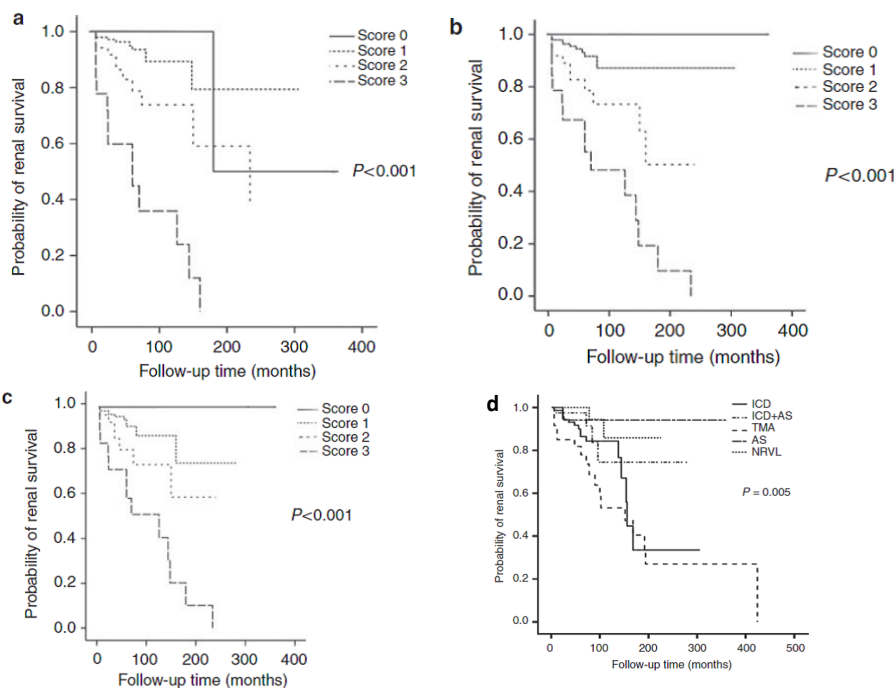 a
1.0
0.8
0.6
0.4
0.2
0.0
Probability of renal survival
Score 0
Score 1
Score 2
Score 3
P<0.001
0 100 200 300 400
Follow-up time (months)
b
1.0
0.8
0.6
0.4
0.2
0.0
Probability of renal survival
Score 0
Score 1
Score 2
Score 3
P<0.001
0 100 200 300 400
Follow-up time (months)
c
1.0
0.8
0.6
0.4
0.2
0.0
Probability of renal survival
Score 0
Score 1
Score 2
Score 3
P<0.001
0 100 200 300 400
Follow-up time (months)
d
1.0
0.8
0.6
0.4
0.2
0.0
Probability of renal survival
ICD
ICD+AS
TMA
AS
NRVL
P = 0.005
0 100 200 300 400 500
Follow-up time (months)